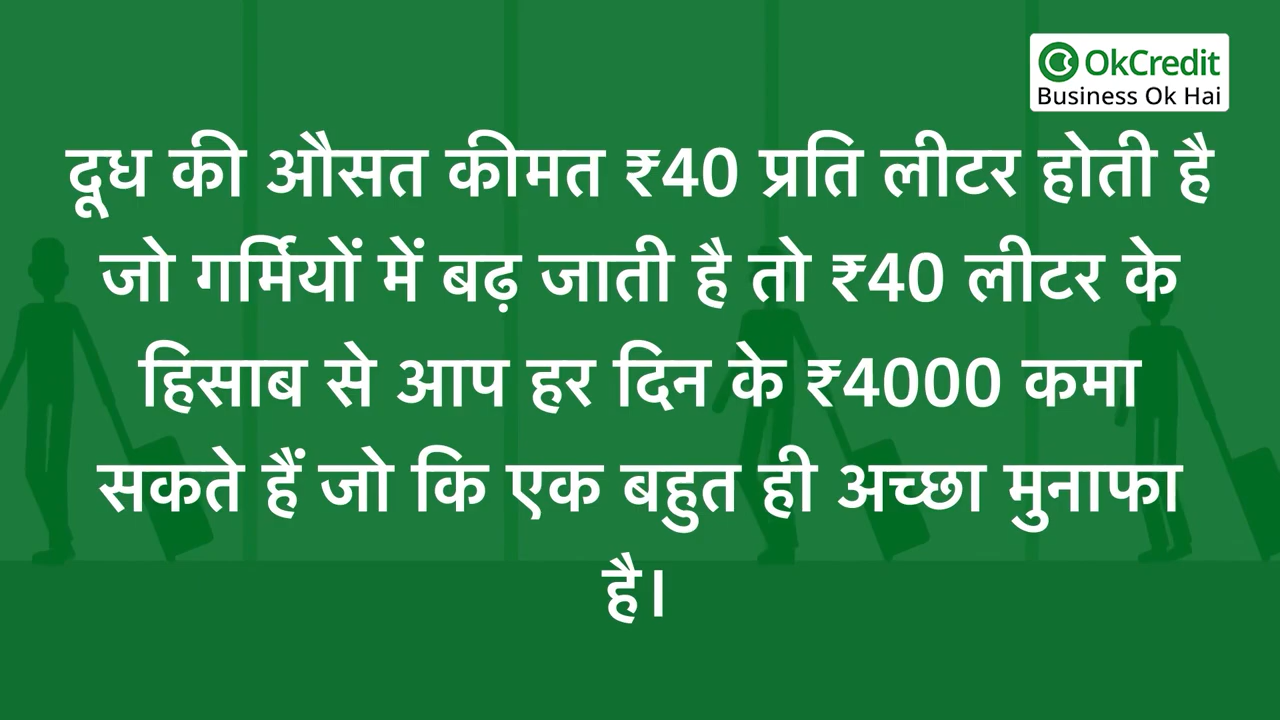 OkCredit
Business Ok Hai
दूध की औसत कीमत ₹40 प्रति लीटर होती है
जो गर्मियों में बढ़ जाती है तो ₹40 लीटर के
हिसाब से आप हर दिन के ₹4000 कमा
सकते हैं जो कि एक बहुत ही अच्छा मुनाफा
है।